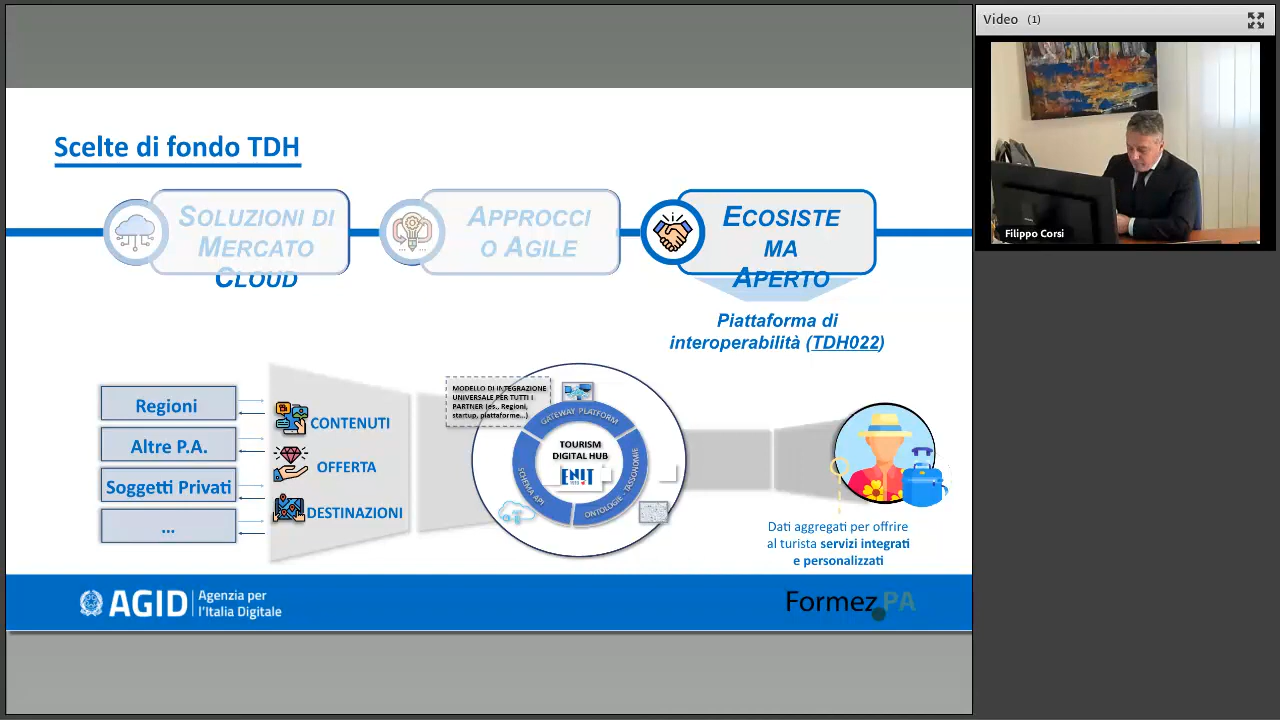 Video (1)
Filippo Corsi
Scelte di fondo TDH
SOLUZIONI DI
MERCATO
CLOUD
APPROCCI
O AGILE
ECOSISTE
MA
APERTO
Piattaforma di
interoperabilità (TDH022)
Regioni
Altre P.A.
Soggetti Privati
...
CONTENUTI
OFFERTA
DESTINAZIONI
MODELLO DI INTEGRAZIONE
UNIVERSALE PER TUTTI I
PARTNER (es., Regioni,
startup, piattaforme...)
GATEWAY PLATFORM
SCHEMA API
ONTOLOGIE - TASSONOMIE
TOURISM
DIGITAL HUB
ENIT
Dati aggregati per offrire
al turista servizi integrati
e personalizzati
AGID
Agenzia per
l'Italia Digitale
Formez PA